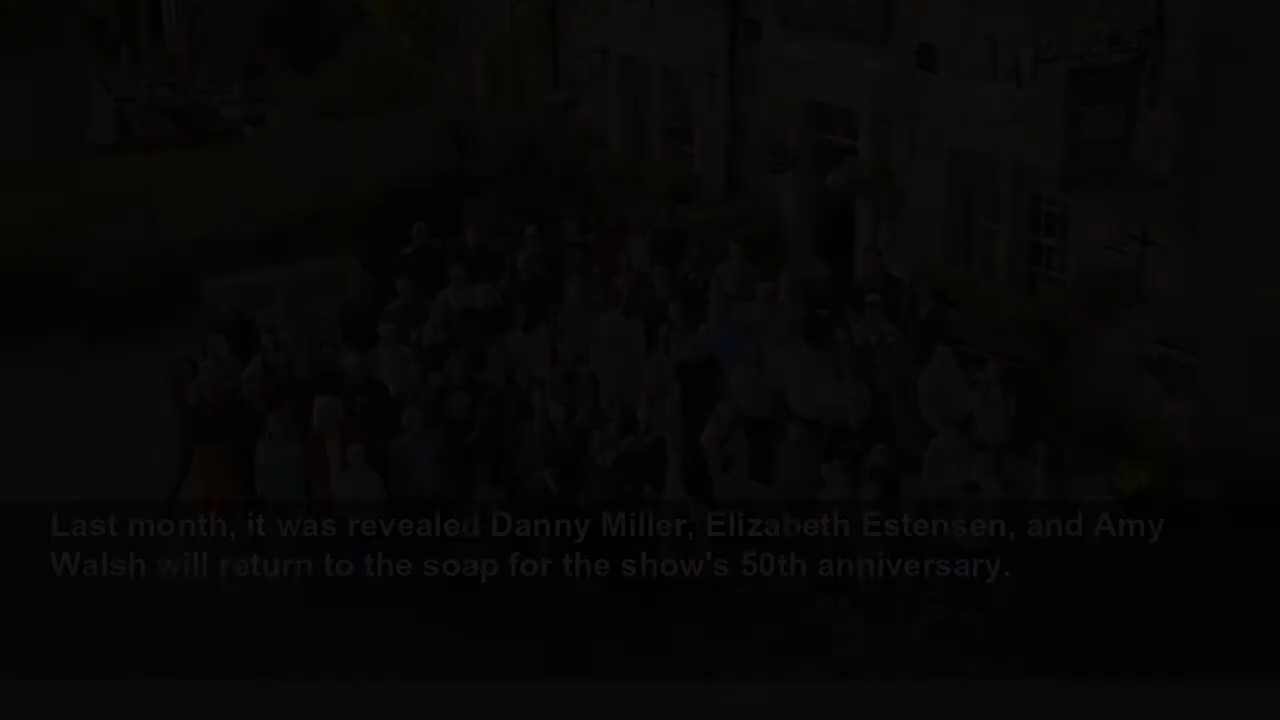 Last month, it was revealed Danny Miller, Elizabeth Estensen, and Amy
Walsh will return to the soap for the show's 50th anniversary.